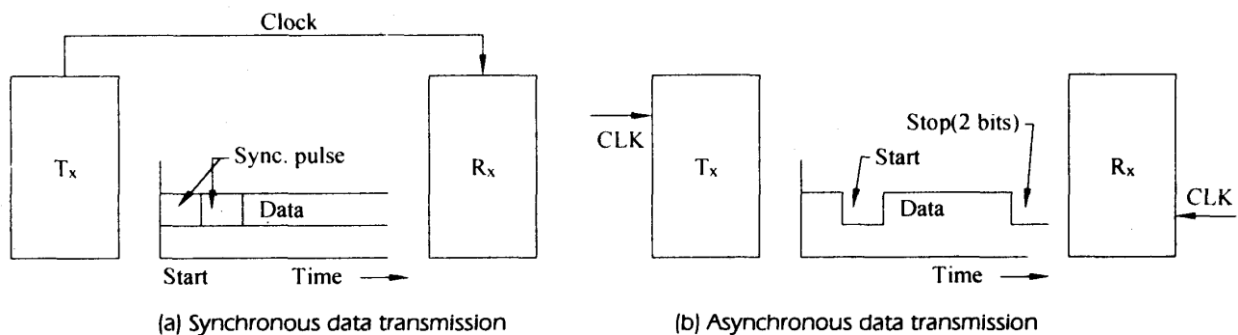 Clock
Tx
Sync. pulse
Data
Start
Time
Rx
(a) Synchronous data transmission
CLK
Tx
Start
Stop(2 bits)
Data
Time
Rx
CLK
(b) Asynchronous data transmission